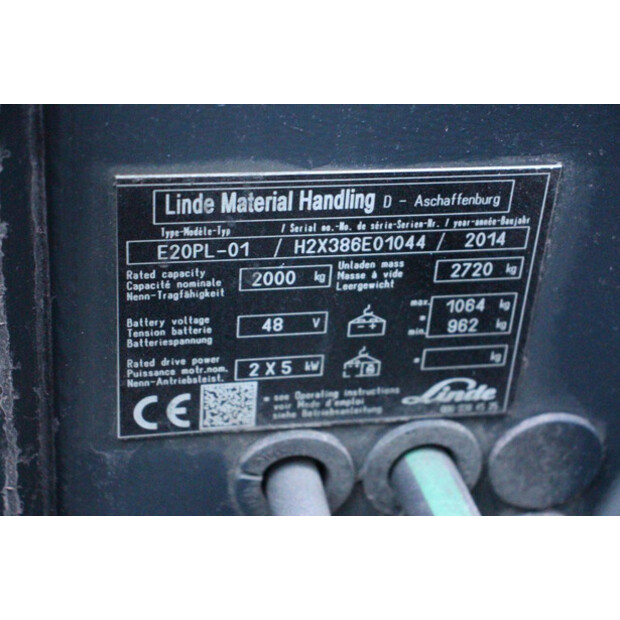 Linde Material Handling D - Aschaffenburg
Type-Modèle-Typ / Serial no.-No. de série-Serien-Nr. / year-année-Baujahr
E20PL-01 / H2X386E01044 / 2014
Rated capacity
Capacité nominale
Nenn-Tragfähigkeit
2000 kg
Unladen mass
Masse à vide
Leergewicht
2720 kg
Battery voltage
Tension batterie
Batteriespannung
48 V
- +
max. 1064 kg
=
min. 962 kg
Rated drive power
Puissance motr.nom.
Nenn-Antriebsleist.
2 X 5 kW
L
= kg
CE
* see Operating instructions
voir Mode d'emploi
siehe Betriebsanleitung
Linde